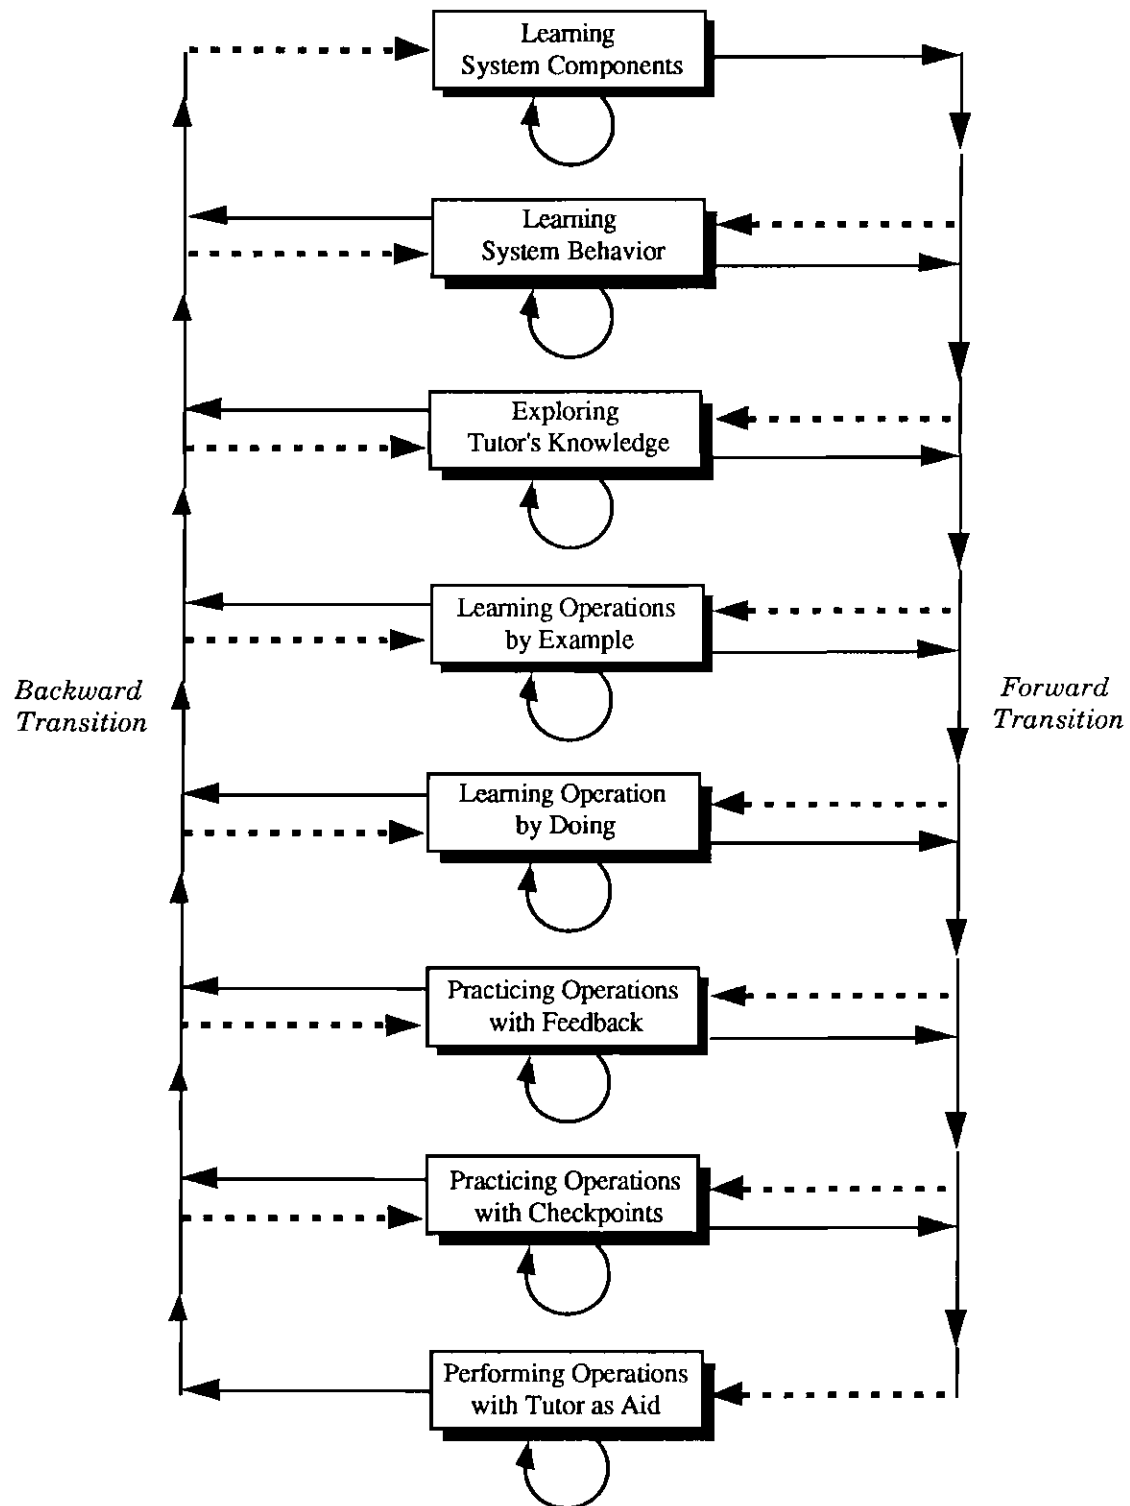 Learning
System Components
Learning
System Behavior
Exploring
Tutor's Knowledge
Learning Operations
by Example
Backward
Transition
Forward
Transition
Learning Operation
by Doing
Practicing Operations
with Feedback
Practicing Operations
with Checkpoints
Performing Operations
with Tutor as Aid